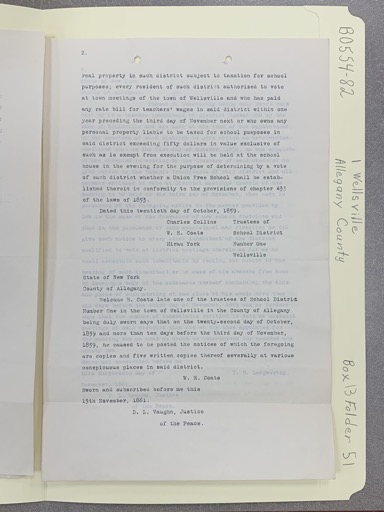 2.
real property in such district subject to taxation for school
purposes; every resident of such district authorised to vote
at town meetings of the town of Wellsville and who has paid
any rate bill for teachers' wages in said district within one
year preceding the third day of November next or who owns any
personal property liable to be taxed for school purposes in
said district exceeding fifty dollars in value exclusive of
such as is exempt from execution will be held at the school
house in the evening for the purpose of determining by a vote
of such district whether a Union Free School shall be estab-
lished therein in conformity to the provisions of chapter 433
of the laws of 1853.
Dated this twentieth day of October, 1859.
Charles Collins Trustees of
W. H. Coats School District
Hiram York Number One
Wellsville
State of New York
County of Allegany.
H. Coats late one of the trustees of School District
Number One in the town of Wellsville in the County of Allegany
being duly sworn says that on the twenty-second day of October,
1859 and more than ten days before the third day of November,
1859, he caused to be posted the notices of which the foregoing
are copies and five written copies thereof severally at various
conspicuous places in said district.
W. H. Coats
Sworn and subscribed before me this
13th November, 1861.
D. L. Vaughn, Justice
of the Peace.
B0554-82
1 Wellsville
Allegany County
Box 13 Folder 51